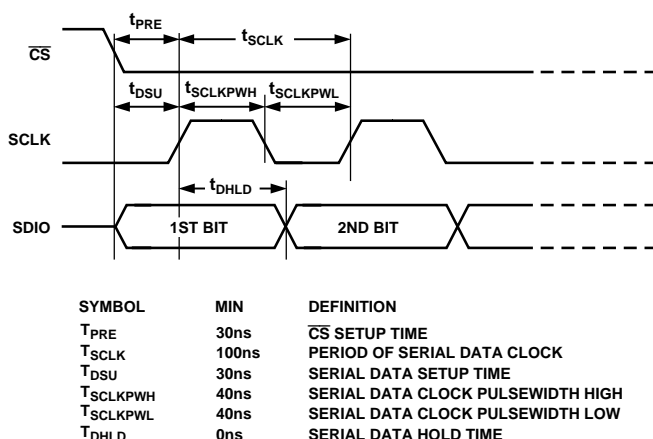 tPRE
tSCLK
CS
tDSU tSCLKPWH tSCLKPWL
SCLK
tDHLD
SDIO 1ST BIT 2ND BIT
SYMBOL MIN DEFINITION
TPRE 30ns CS SETUP TIME
TSCLK 100ns PERIOD OF SERIAL DATA CLOCK
TDSU 30ns SERIAL DATA SETUP TIME
TSCLKPWH 40ns SERIAL DATA CLOCK PULSEWIDTH HIGH
TSCLKPWL 40ns SERIAL DATA CLOCK PULSEWIDTH LOW
TDHLD 0ns SERIAL DATA HOLD TIME